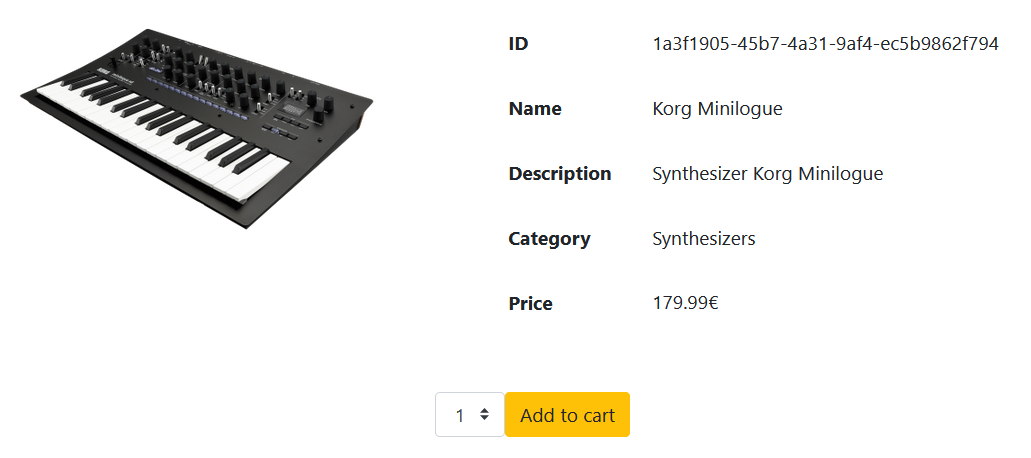 ID 1a3f1905-45b7-4a31-9af4-ec5b9862f794
Name Korg Minilogue
Description Synthesizer Korg Minilogue
Category Synthesizers
Price 179.99€
1 Add to cart